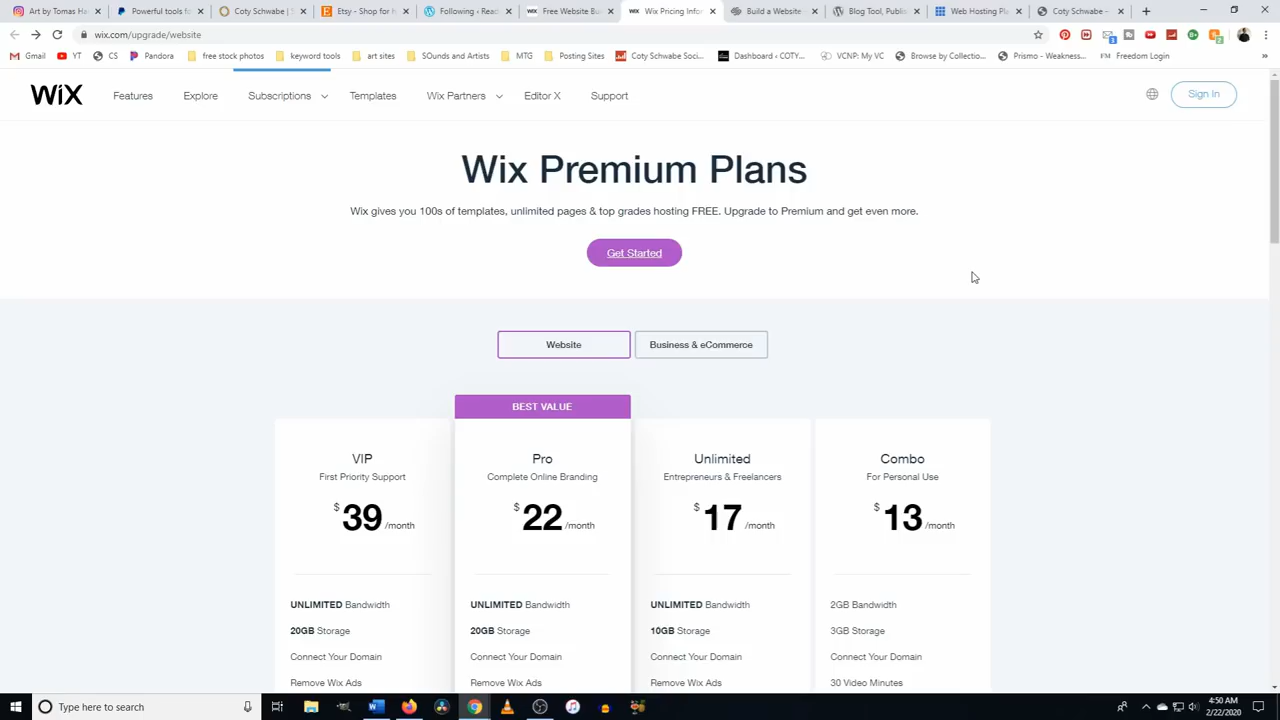 Art by Tomas Ha
Powerful tools fo
Coty Schwabe | S
Etsy - Shop for h
Following ‹ Rea
Free Website Bu
Wix Pricing Infor
Build a Website
Blog Tool, Publis
Web Hosting Pla
Coty Schwabe –
wix.com/upgrade/website
Gmail
YT
CS
Pandora
free stock photos
keyword tools
art sites
MTG
SOunds and Artists
Posting Sites
Coty Schwabe Soci...
Dashboard ‹ COTY...
VCNP: My VC
Browse by Collectio...
Prismo - Weakness...
Freedom Login
WiX
Features
Explore
Subscriptions
Templates
Wix Partners
Editor X
Support
Sign In
Wix Premium Plans
Wix gives you 100s of templates, unlimited pages & top grades hosting FREE. Upgrade to Premium and get even more.
Get Started
Website
Business & eCommerce
BEST VALUE
VIP
First Priority Support
$39 /month
UNLIMITED Bandwidth
20GB Storage
Connect Your Domain
Remove Wix Ads
Pro
Complete Online Branding
$22 /month
UNLIMITED Bandwidth
20GB Storage
Connect Your Domain
Remove Wix Ads
Unlimited
Entrepreneurs & Freelancers
$17 /month
UNLIMITED Bandwidth
10GB Storage
Connect Your Domain
Remove Wix Ads
Combo
For Personal Use
$13 /month
2GB Bandwidth
3GB Storage
Connect Your Domain
30 Video Minutes
Type here to search
4:50 AM
2/22/2020